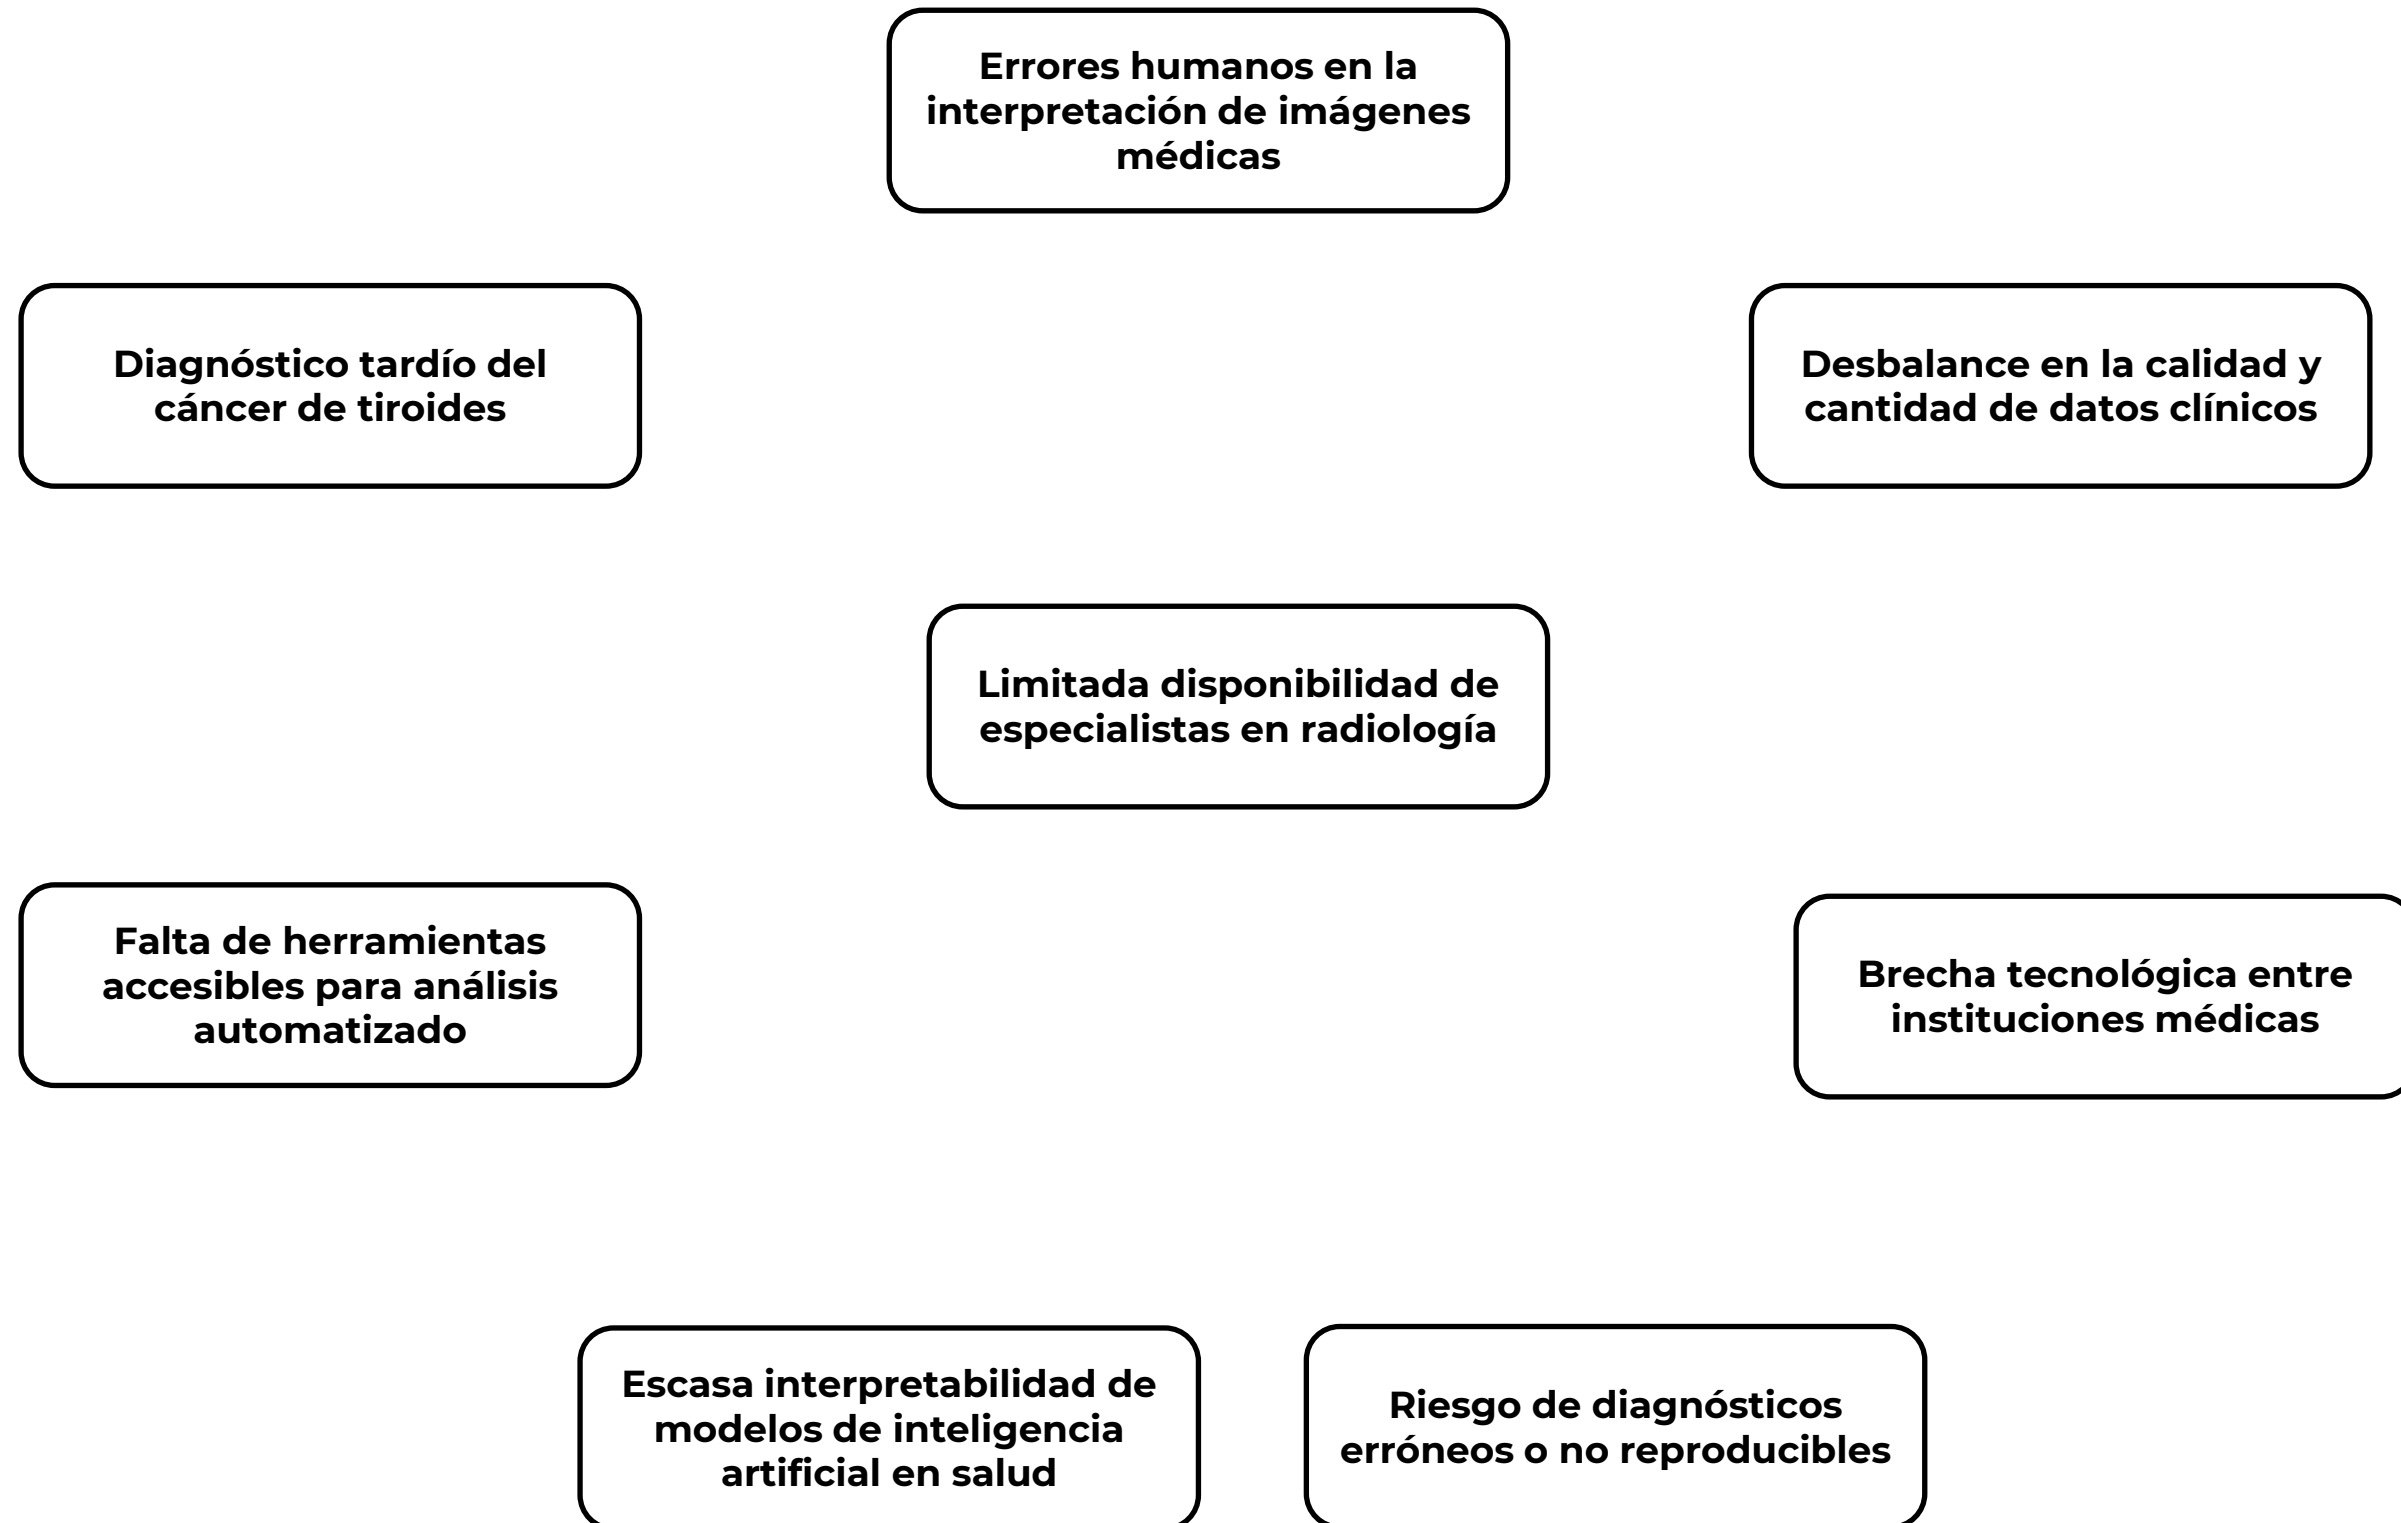 Errores humanos en la
interpretación de imágenes
médicas
Diagnóstico tardío del
cáncer de tiroides
Desbalance en la calidad y
cantidad de datos clínicos
Limitada disponibilidad de
especialistas en radiología
Falta de herramientas
accesibles para análisis
automatizado
Brecha tecnológica entre
instituciones médicas
Escasa interpretabilidad de
modelos de inteligencia
artificial en salud
Riesgo de diagnósticos
erróneos o no reproducibles